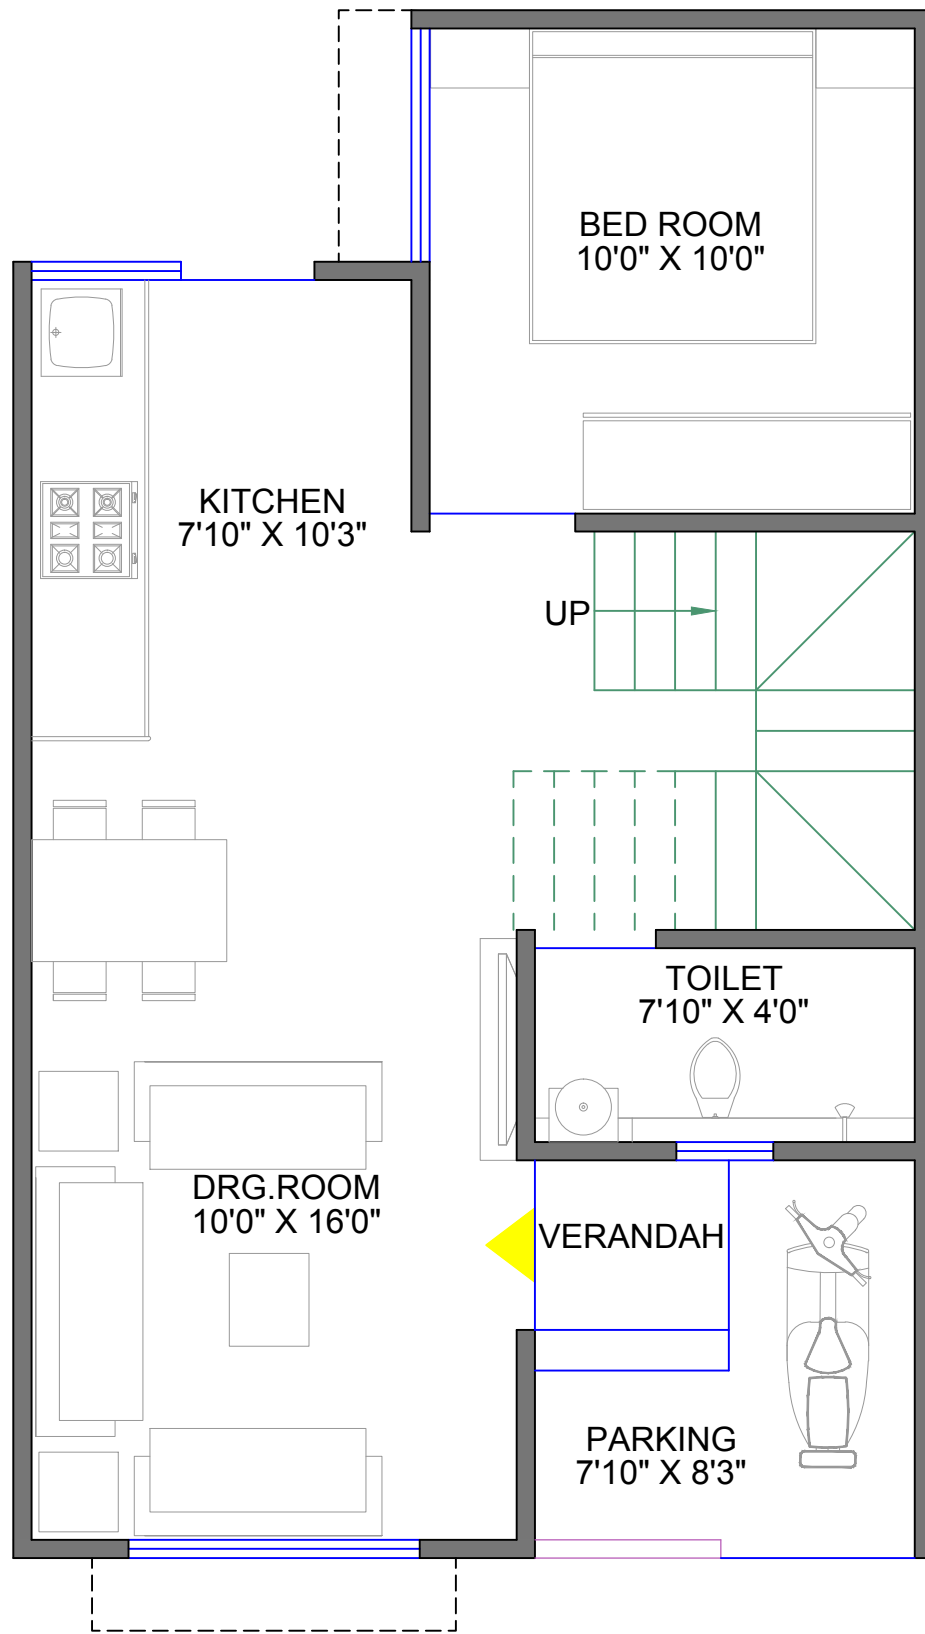 BED ROOM
10'0" X 10'0"
KITCHEN
7'10" X 10'3"
UP
TOILET
7'10" X 4'0"
DRG.ROOM
10'0" X 16'0"
VERANDAH
PARKING
7'10" X 8'3"